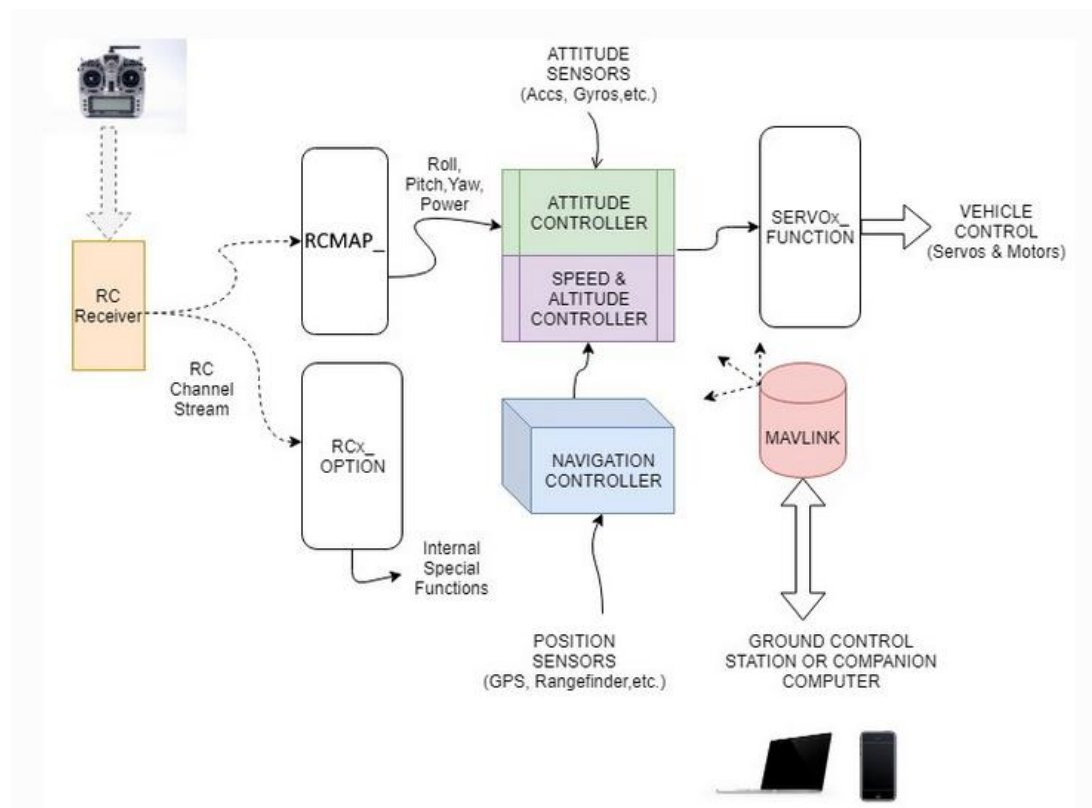 ATTITUDE
SENSORS
(Accs, Gyros,etc.)
Roll,
Pitch,Yaw,
Power
RCMAP_
ATTITUDE
CONTROLLER
SPEED &
ALTITUDE
CONTROLLER
SERVOx_
FUNCTION
VEHICLE
CONTROL
(Servos & Motors)
RC
Receiver
RC
Channel
Stream
RCx_
OPTION
Internal
Special
Functions
NAVIGATION
CONTROLLER
MAVLINK
POSITION
SENSORS
(GPS, Rangefinder,etc.)
GROUND CONTROL
STATION OR COMPANION
COMPUTER